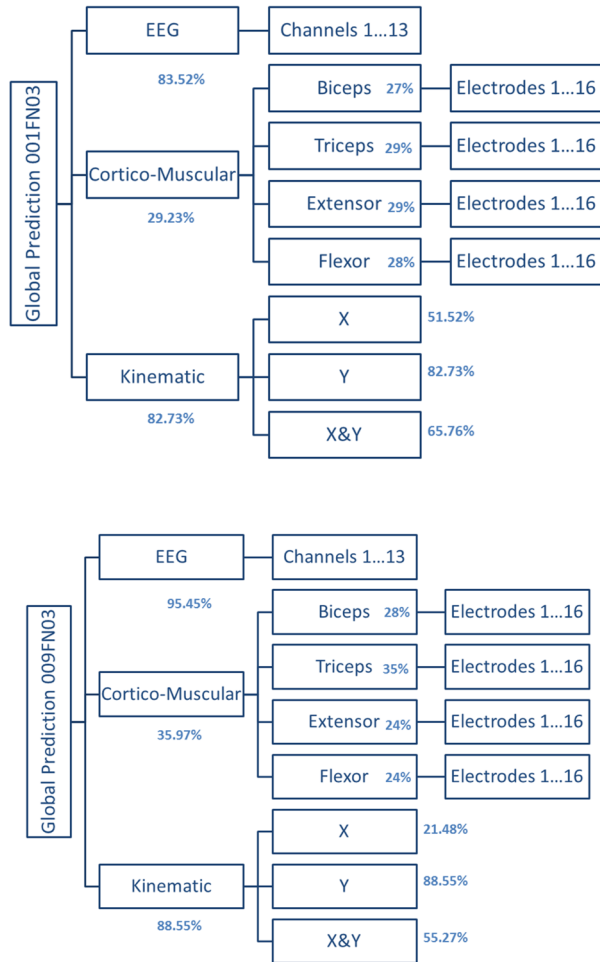 Global Prediction 001FN03
EEG
83.52%
Channels 1...13
Cortico-Muscular
29.23%
Biceps 27%
Electrodes 1...16
Triceps 29%
Electrodes 1...16
Extensor 29%
Electrodes 1...16
Flexor 28%
Electrodes 1...16
Kinematic
82.73%
X
51.52%
Y
82.73%
X&Y
65.76%
Global Prediction 009FN03
EEG
95.45%
Channels 1...13
Cortico-Muscular
35.97%
Biceps 28%
Electrodes 1...16
Triceps 35%
Electrodes 1...16
Extensor 24%
Electrodes 1...16
Flexor 24%
Electrodes 1...16
Kinematic
88.55%
X
21.48%
Y
88.55%
X&Y
55.27%